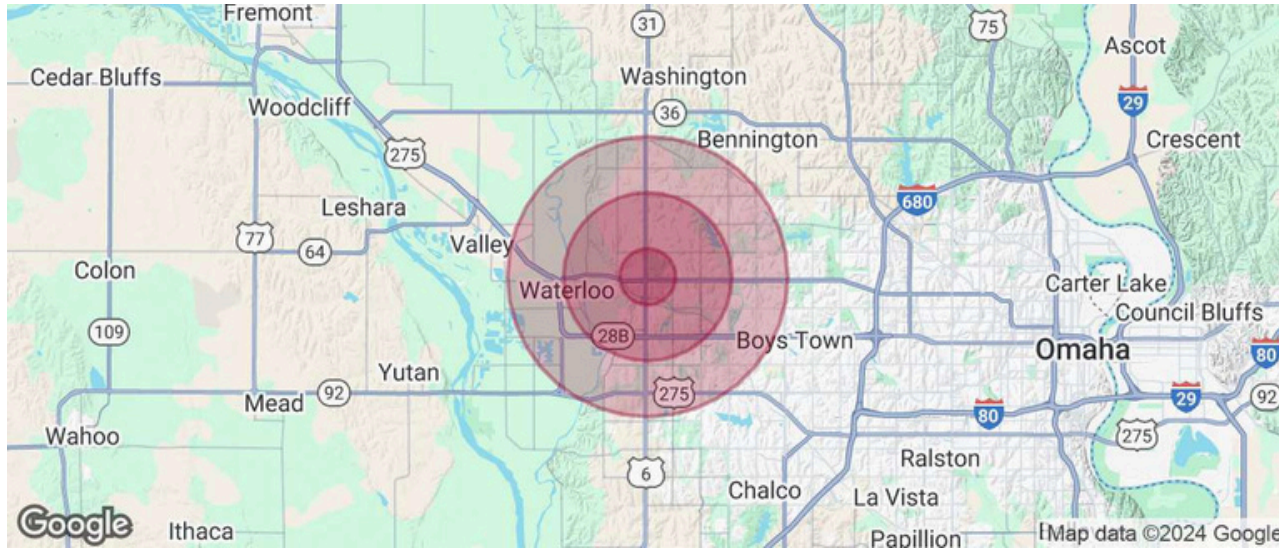 Fremont
31
75
Ascot
Cedar Bluffs
Washington
29
Woodcliff
36
Bennington
Crescent
275
680
Leshara
77
64
Valley
Colon
Waterloo
Carter Lake
109
28B
Boys Town
Council Bluffs
Omaha
80
Yutan
92
Mead
275
80
29
92
Wahoo
275
6
Ralston
Chalco
La Vista
Google
Ithaca
Papillion
Map data ©2024 Google